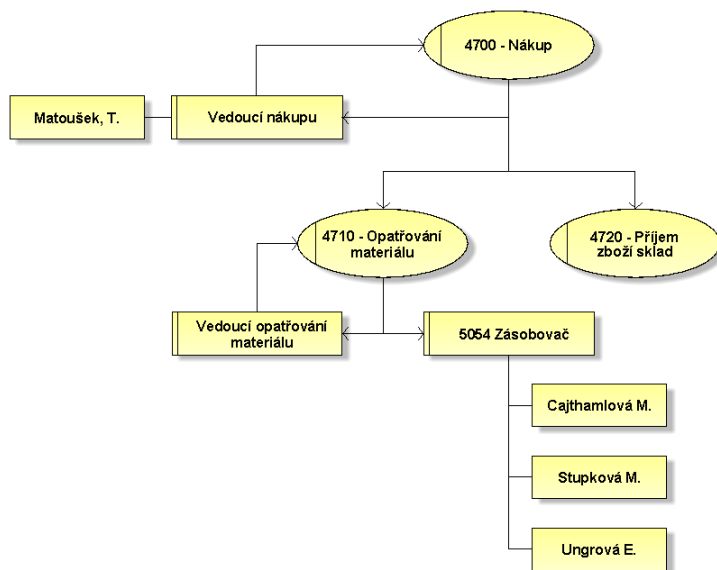 4700 - Nákup
Matoušek, T.
Vedoucí nákupu
4710 - Opatřování
materiálu
4720 - Příjem
zboží sklad
Vedoucí opatřování
materiálu
5054 Zásobovač
Cajthamlová M.
Stupková M.
Ungrová E.